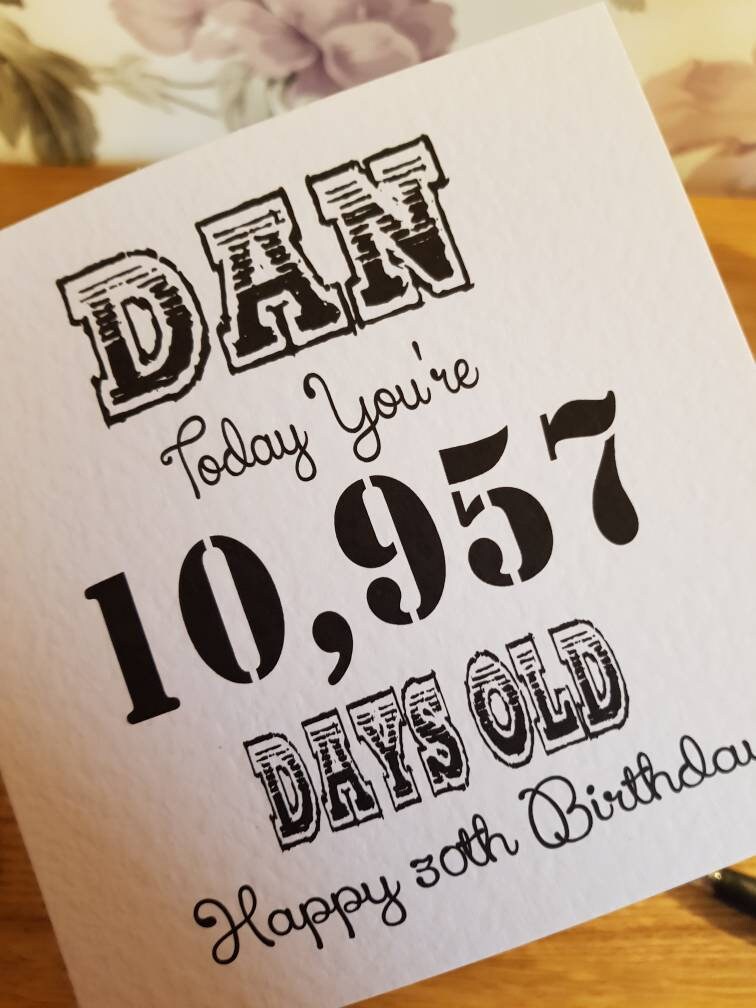 DAN
Today You're
10,957
DAYS OLD
Happy 30th Birthday